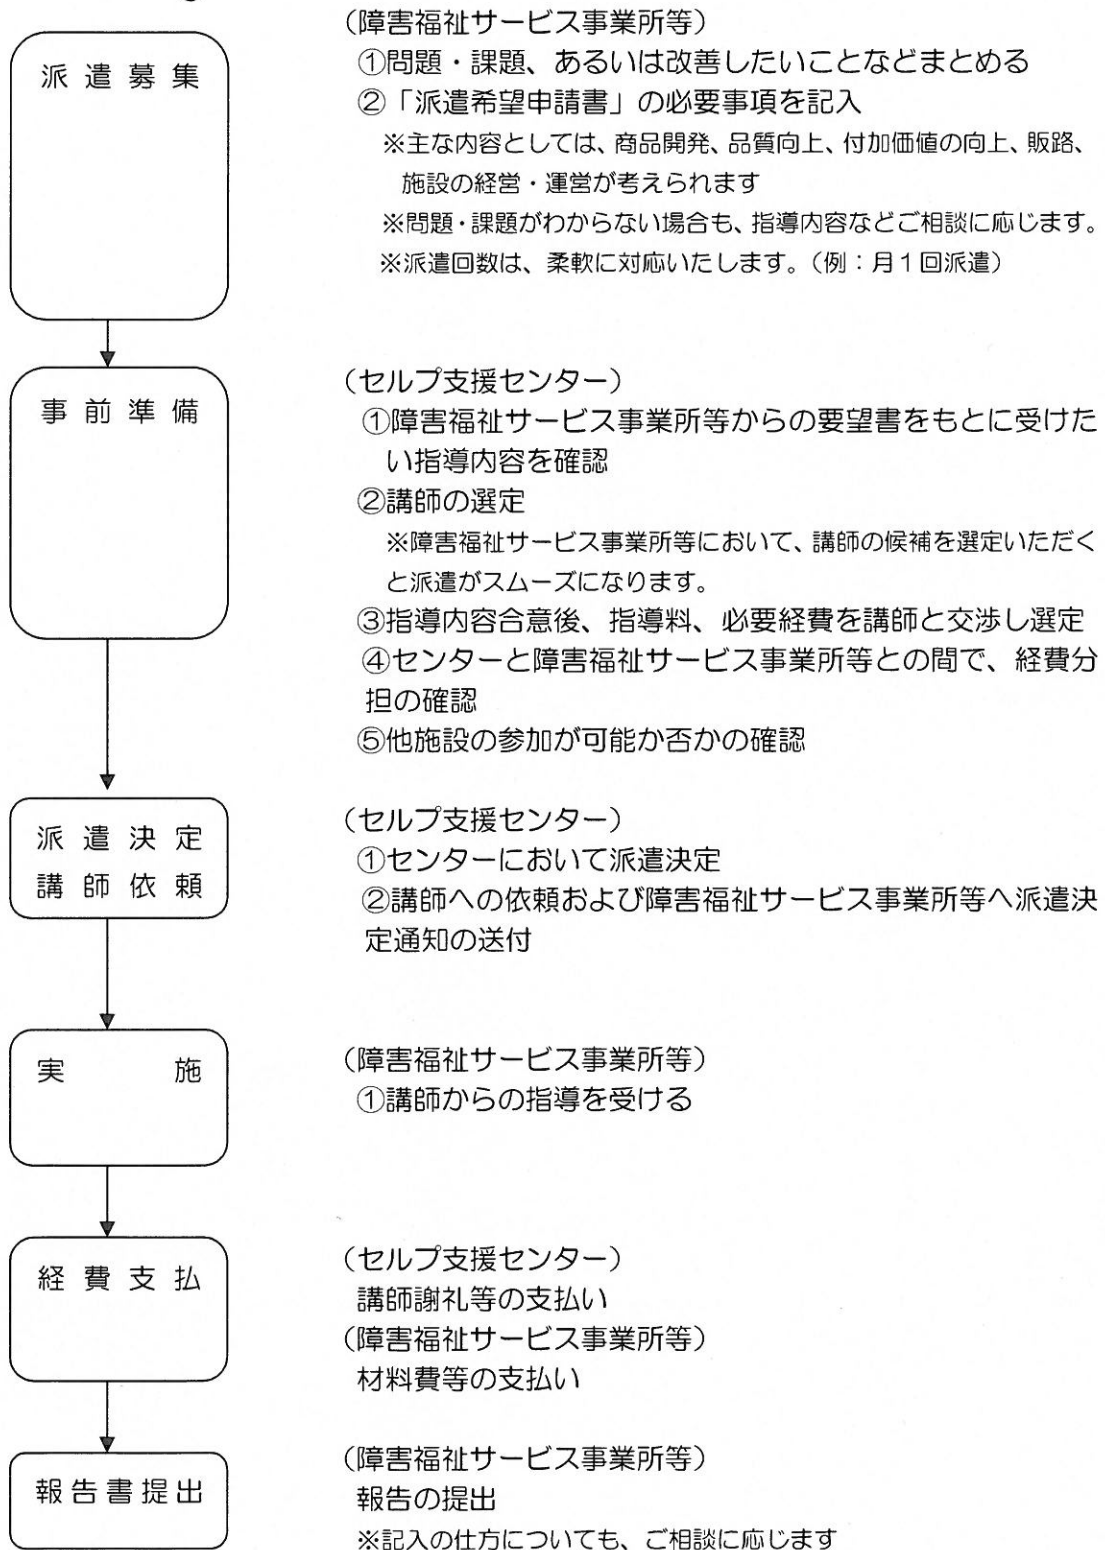 派遣募集
(障害福祉サービス事業所等)
①問題・課題、あるいは改善したいことなどまとめる
②「派遣希望申請書」の必要事項を記入
※主な内容としては、商品開発、品質向上、付加価値の向上、販路、
施設の経営・運営が考えられます
※問題・課題がわからない場合も、指導内容などご相談に応じます。
※派遣回数は、柔軟に対応いたします。(例：月1回派遣)
事前準備
(セルプ支援センター)
①障害福祉サービス事業所等からの要望書をもとに受けた
い指導内容を確認
②講師の選定
※障害福祉サービス事業所等において、講師の候補を選定いただく
と派遣がスムーズになります。
③指導内容合意後、指導料、必要経費を講師と交渉し選定
④センターと障害福祉サービス事業所等との間で、経費分
担の確認
⑤他施設の参加が可能か否かの確認
派遣決定
講師依頼
(セルプ支援センター)
①センターにおいて派遣決定
②講師への依頼および障害福祉サービス事業所等へ派遣決
定通知の送付
実施
(障害福祉サービス事業所等)
①講師からの指導を受ける
経費支払
(セルプ支援センター)
講師謝礼等の支払い
(障害福祉サービス事業所等)
材料費等の支払い
報告書提出
(障害福祉サービス事業所等)
報告の提出
※記入の仕方についても、ご相談に応じます